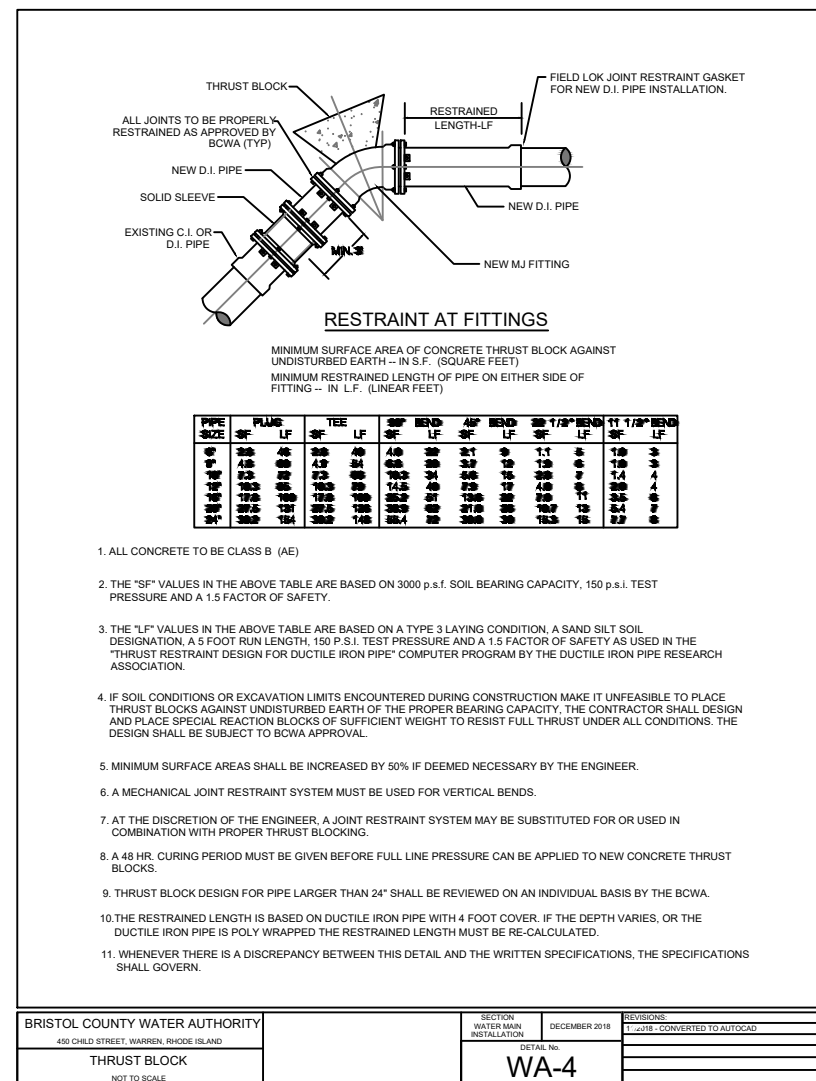 THRUST BLOCK
ALL JOINTS TO BE PROPERLY
RESTRAINED AS APPROVED BY
BCWA (TYP)
NEW D.I. PIPE
SOLID SLEEVE
EXISTING C.I. OR
D.I. PIPE
RESTRAINED
LENGTH-LF
FIELD LOK JOINT RESTRAINT GASKET
FOR NEW D.I. PIPE INSTALLATION.
NEW D.I. PIPE
MIN.
NEW MJ FITTING
RESTRAINT AT FITTINGS
MINIMUM SURFACE AREA OF CONCRETE THRUST BLOCK AGAINST
UNDISTURBED EARTH -- IN S.F. (SQUARE FEET)
MINIMUM RESTRAINED LENGTH OF PIPE ON EITHER SIDE OF
FITTING -- IN L.F. (LINEAR FEET)
PIPE PLUG TEE BEND 45° BEND BEND 11 1/2° BEND
SIZE SF LF SF LF SF LF SF LF SF LF SF LF
1. ALL CONCRETE TO BE CLASS B (AE)
2. THE "SF" VALUES IN THE ABOVE TABLE ARE BASED ON 3000 p.s.f. SOIL BEARING CAPACITY, 150 p.s.i. TEST
PRESSURE AND A 1.5 FACTOR OF SAFETY.
3. THE "LF" VALUES IN THE ABOVE TABLE ARE BASED ON A TYPE 3 LAYING CONDITION, A SAND SILT SOIL
DESIGNATION, A 5 FOOT RUN LENGTH, 150 P.S.I. TEST PRESSURE AND A 1.5 FACTOR OF SAFETY AS USED IN THE
"THRUST RESTRAINT DESIGN FOR DUCTILE IRON PIPE" COMPUTER PROGRAM BY THE DUCTILE IRON PIPE RESEARCH
ASSOCIATION.
4. IF SOIL CONDITIONS OR EXCAVATION LIMITS ENCOUNTERED DURING CONSTRUCTION MAKE IT UNFEASIBLE TO PLACE
THRUST BLOCKS AGAINST UNDISTURBED EARTH OF THE PROPER BEARING CAPACITY, THE CONTRACTOR SHALL DESIGN
AND PLACE SPECIAL REACTION BLOCKS OF SUFFICIENT WEIGHT TO RESIST FULL THRUST UNDER ALL CONDITIONS. THE
DESIGN SHALL BE SUBJECT TO BCWA APPROVAL.
5. MINIMUM SURFACE AREAS SHALL BE INCREASED BY 50% IF DEEMED NECESSARY BY THE ENGINEER.
6. A MECHANICAL JOINT RESTRAINT SYSTEM MUST BE USED FOR VERTICAL BENDS.
7. AT THE DISCRETION OF THE ENGINEER, A JOINT RESTRAINT SYSTEM MAY BE SUBSTITUTED FOR OR USED IN
COMBINATION WITH PROPER THRUST BLOCKING.
8. A 48 HR. CURING PERIOD MUST BE GIVEN BEFORE FULL LINE PRESSURE CAN BE APPLIED TO NEW CONCRETE THRUST
BLOCKS.
9. THRUST BLOCK DESIGN FOR PIPE LARGER THAN 24" SHALL BE REVIEWED ON AN INDIVIDUAL BASIS BY THE BCWA.
10.THE RESTRAINED LENGTH IS BASED ON DUCTILE IRON PIPE WITH 4 FOOT COVER. IF THE DEPTH VARIES, OR THE
DUCTILE IRON PIPE IS POLY WRAPPED THE RESTRAINED LENGTH MUST BE RE-CALCULATED.
11. WHENEVER THERE IS A DISCREPANCY BETWEEN THIS DETAIL AND THE WRITTEN SPECIFICATIONS, THE SPECIFICATIONS
SHALL GOVERN.
BRISTOL COUNTY WATER AUTHORITY
450 CHILD STREET, WARREN, RHODE ISLAND
THRUST BLOCK
NOT TO SCALE
SECTION
WATER MAIN
INSTALLATION
DECEMBER 2018
DETAIL No.
WA-4
REVISIONS:
- CONVERTED TO AUTOCAD